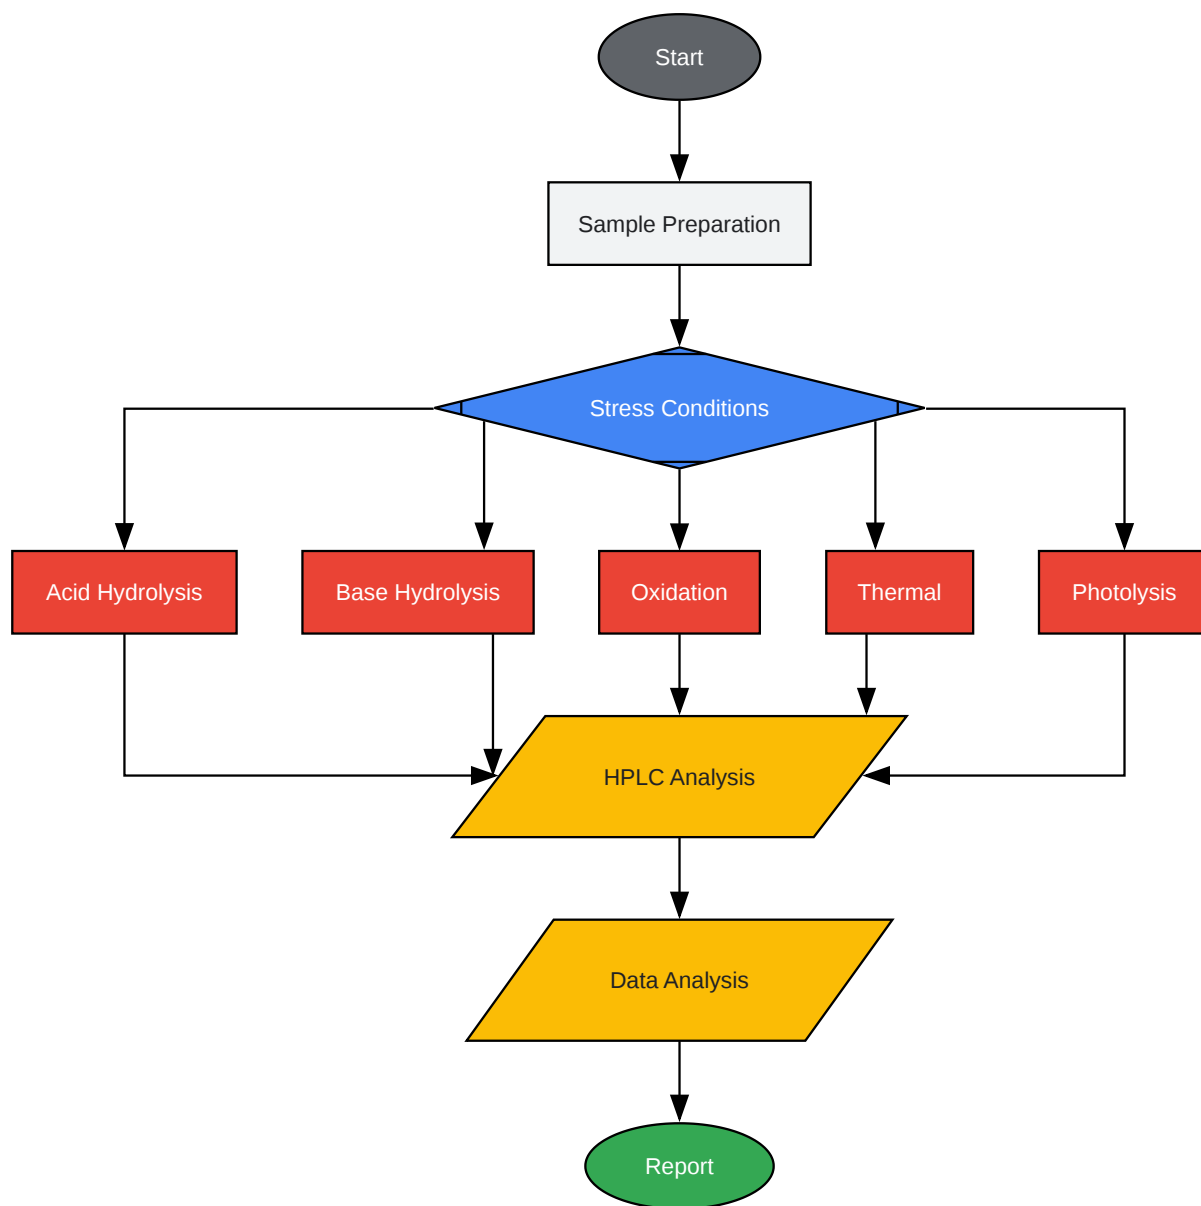 Start
Sample Preparation
Stress Conditions
Acid Hydrolysis
Base Hydrolysis
Oxidation
Thermal
Photolysis
HPLC Analysis
Data Analysis
Report